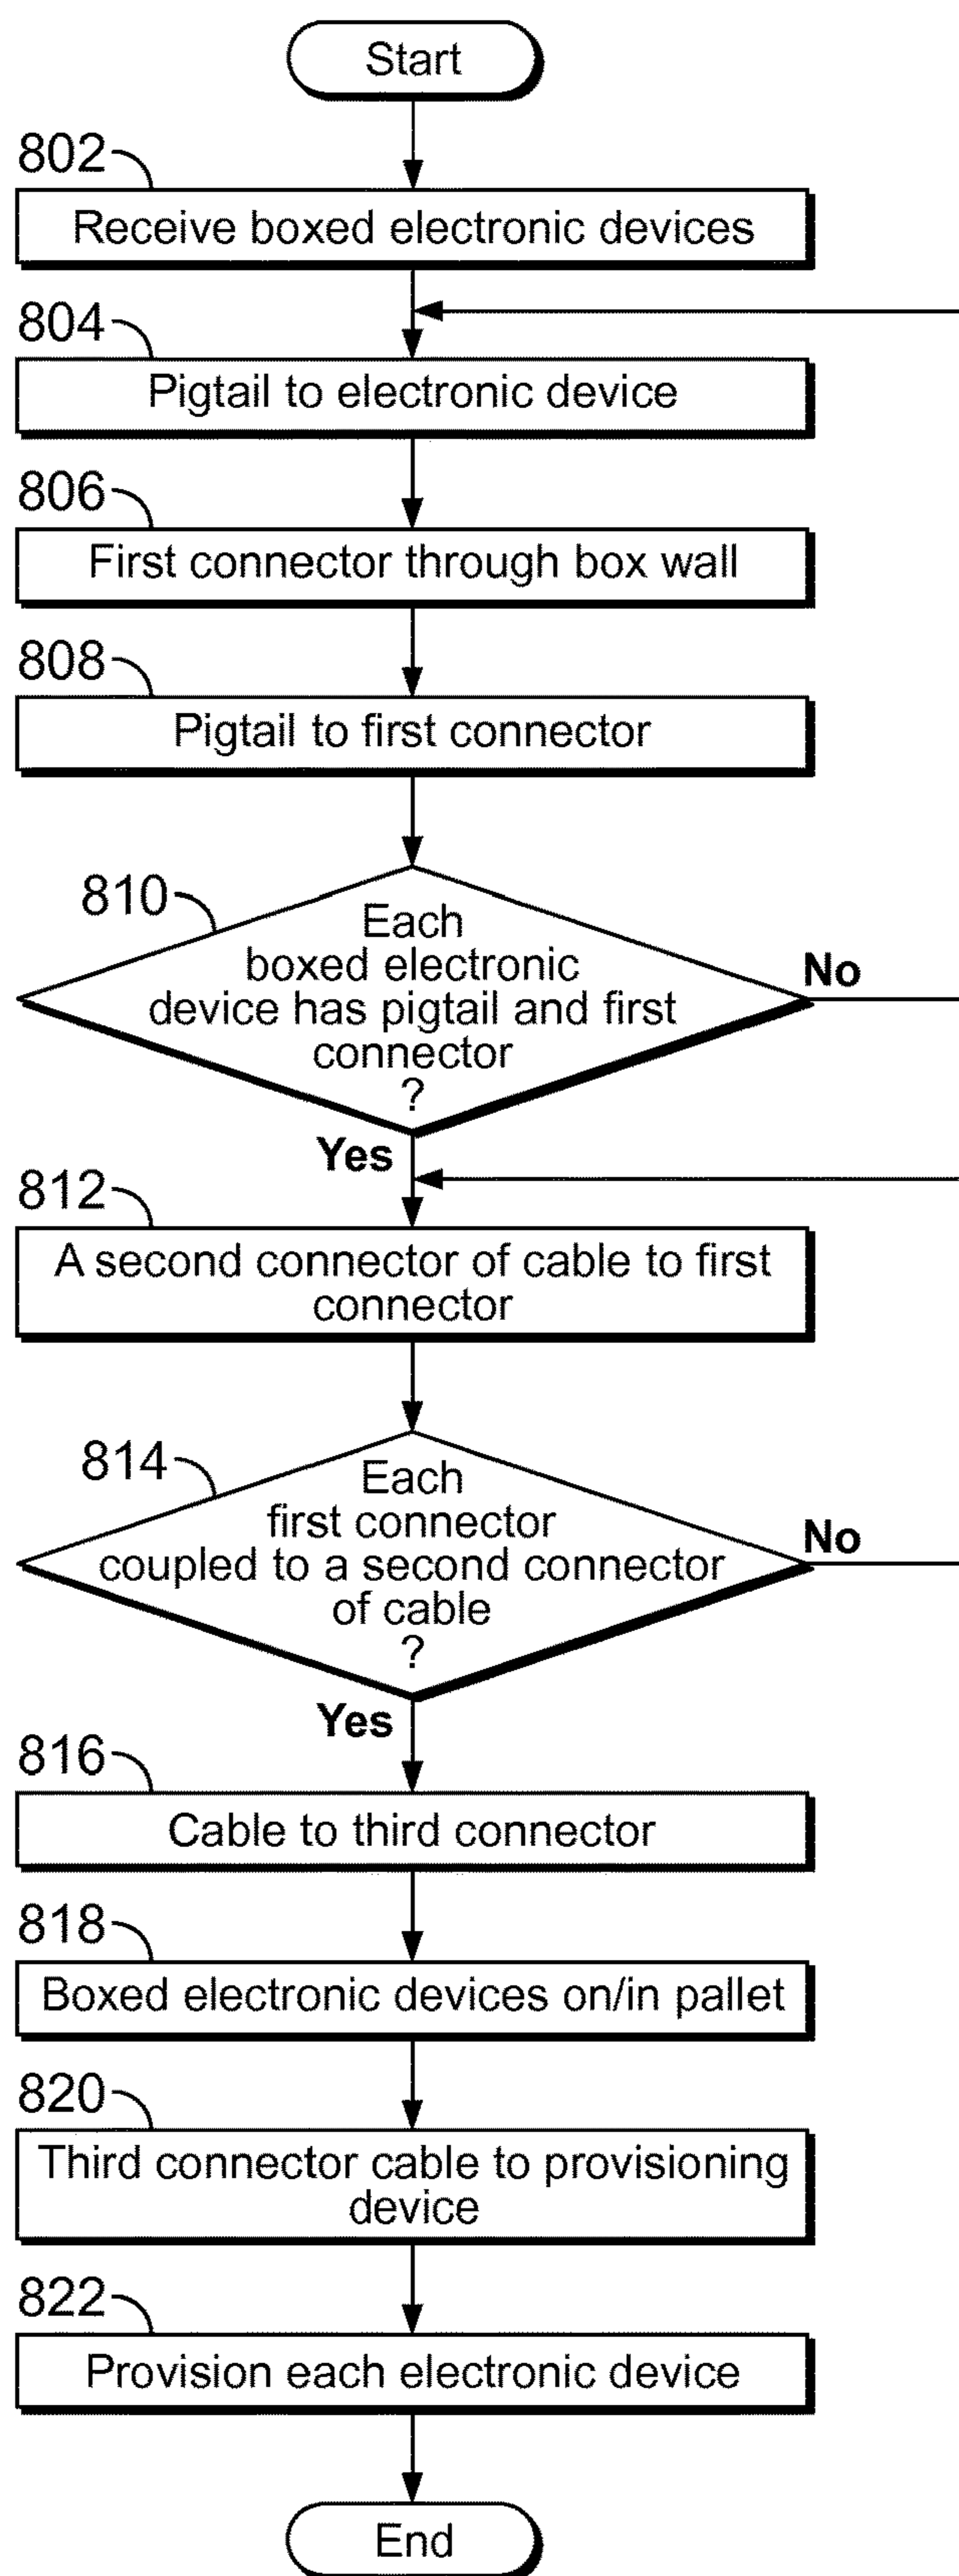 Start
802
Receive boxed electronic devices
804
Pigtail to electronic device
806
First connector through box wall
808
Pigtail to first connector
810
Each
boxed electronic
device has pigtail and first
connector
?
No
Yes
812
A second connector of cable to first
connector
814
Each
first connector
coupled to a second connector
of cable
?
No
Yes
816
Cable to third connector
818
Boxed electronic devices on/in pallet
820
Third connector cable to provisioning
device
822
Provision each electronic device
End